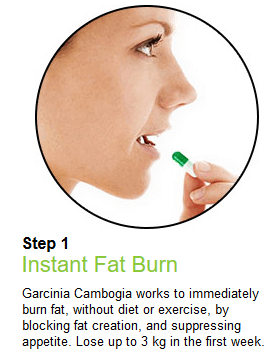 Step 1
Instant Fat Burn
Garcinia Cambogia works to immediately
burn fat, without diet or exercise, by
blocking fat creation, and suppressing
appetite. Lose up to 3 kg in the first week.